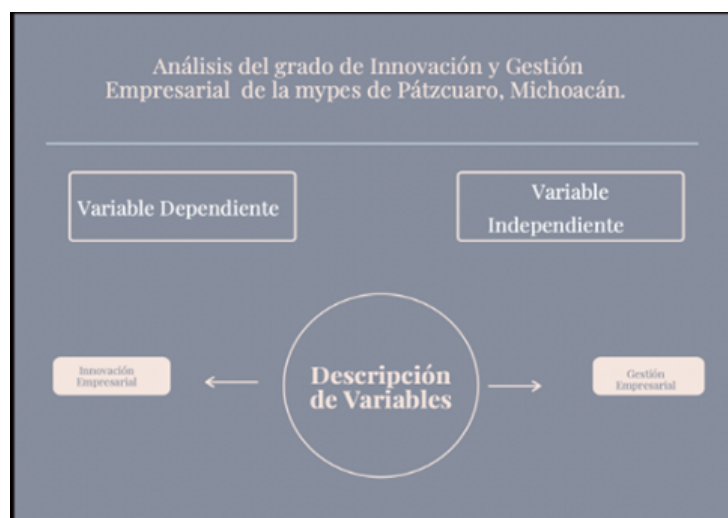 Análisis del grado de Innovación y Gestión
Empresarial de la mypes de Pátzcuaro, Michoacán.
Variable Dependiente
Variable
Independiente
Innovación
Empresarial
Descripción
de Variables
Gestión
Empresarial